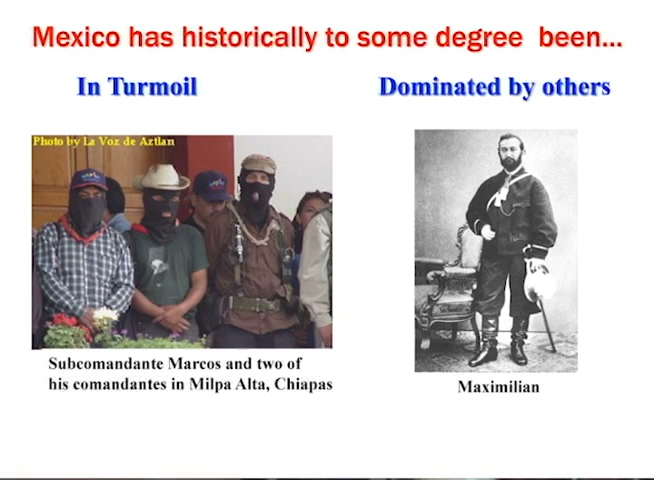 Mexico has historically to some degree been...
In Turmoil
Dominated by others
Photo by La Voz de Aztlan
Subcomandante Marcos and two of
his comandantes in Milpa Alta, Chiapas
Maximilian